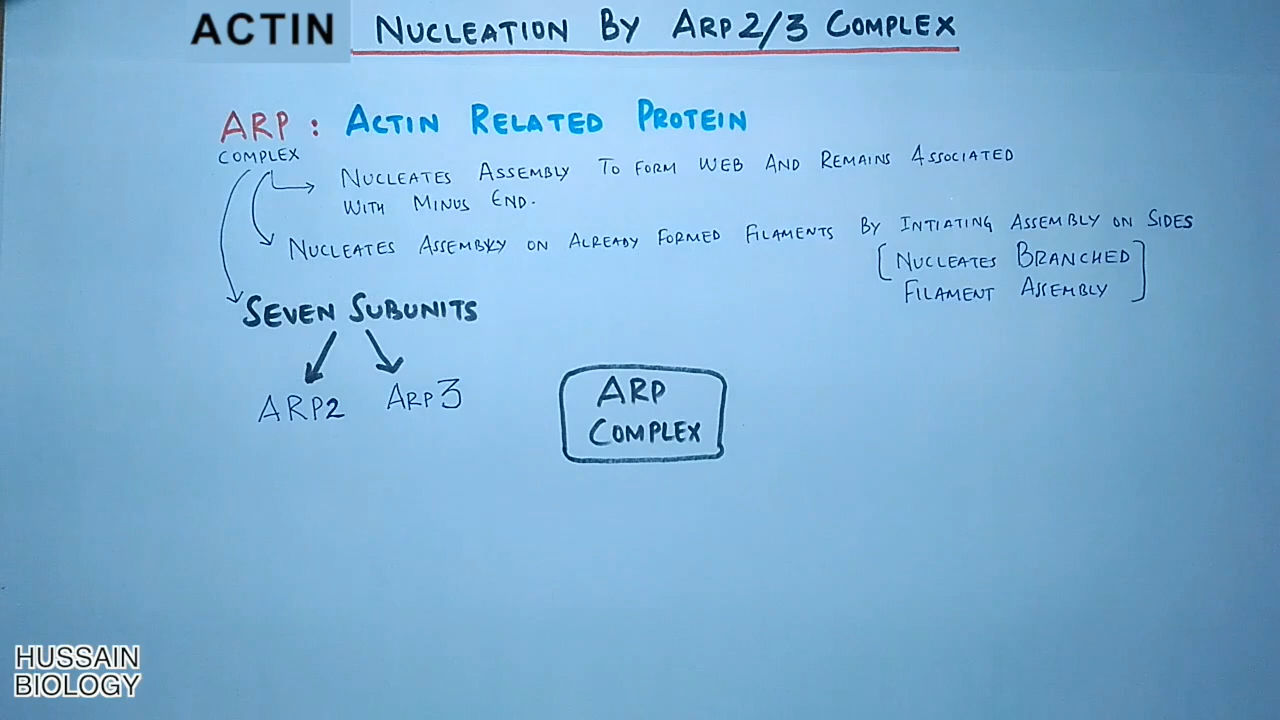 ACTIN NUCLEATION BY ARP2/3 COMPLEX
ARP : ACTIN RELATED PROTEIN
COMPLEX
NUCLEATES ASSEMBLY TO FORM WEB AND REMAINS ASSOCIATED
WITH MINUS END.
NUCLEATES ASSEMBLY ON ALREADY FORMED FILAMENTS BY INTIATING ASSEMBLY ON SIDES
[NUCLEATES BRANCHED
FILAMENT ASSEMBLY]
SEVEN SUBUNITS
ARP2 ARP3
ARP
COMPLEX
HUSSAIN
BIOLOGY